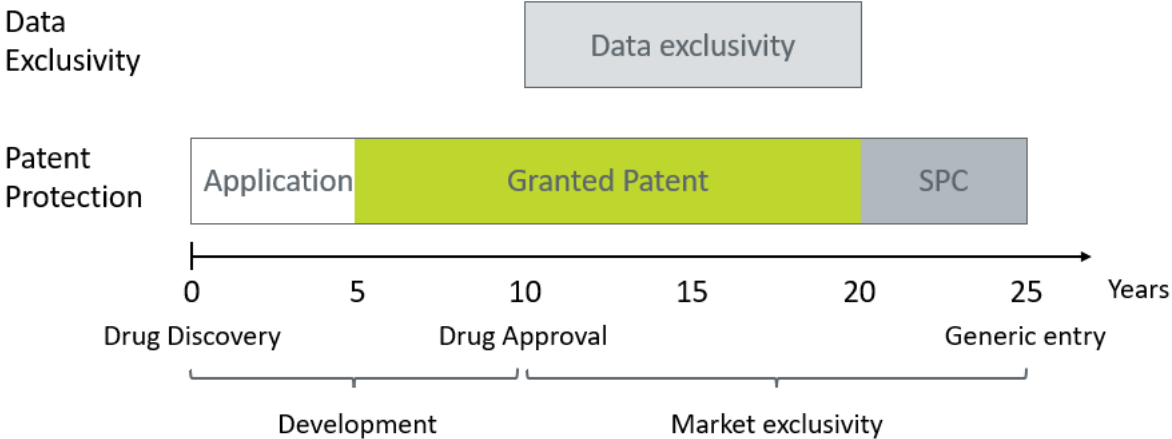 Data
Exclusivity
Data exclusivity
Patent
Protection
Application
Granted Patent
SPC
0 5 10 15 20 25 Years
Drug Discovery Drug Approval Generic entry
Development Market exclusivity